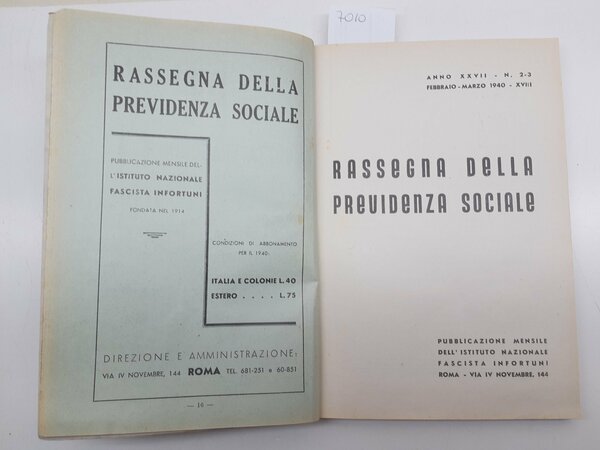 7010
RASSEGNA DELLA
PREVIDENZA SOCIALE
PUBBLICAZIONE MENSILE DEL-
L'ISTITUTO NAZIONALE
FASCISTA INFORTUNI
FONDATA NEL 1914
CONDIZIONI DI ABBONAMENTO
PER IL 1940:
ITALIA E COLONIE L. 40
ESTERO . . . . L. 75
DIREZIONE E AMMINISTRAZIONE:
VIA IV NOVEMBRE, 144 ROMA TEL. 681-251 e 60-851
— 16 —
ANNO XXVII - N. 2-3
FEBBRAIO-MARZO 1940 - XVIII
RASSEGNA DELLA
PREVIDENZA SOCIALE
PUBBLICAZIONE MENSILE
DELL'ISTITUTO NAZIONALE
FASCISTA INFORTUNI
ROMA - VIA IV NOVEMBRE, 144